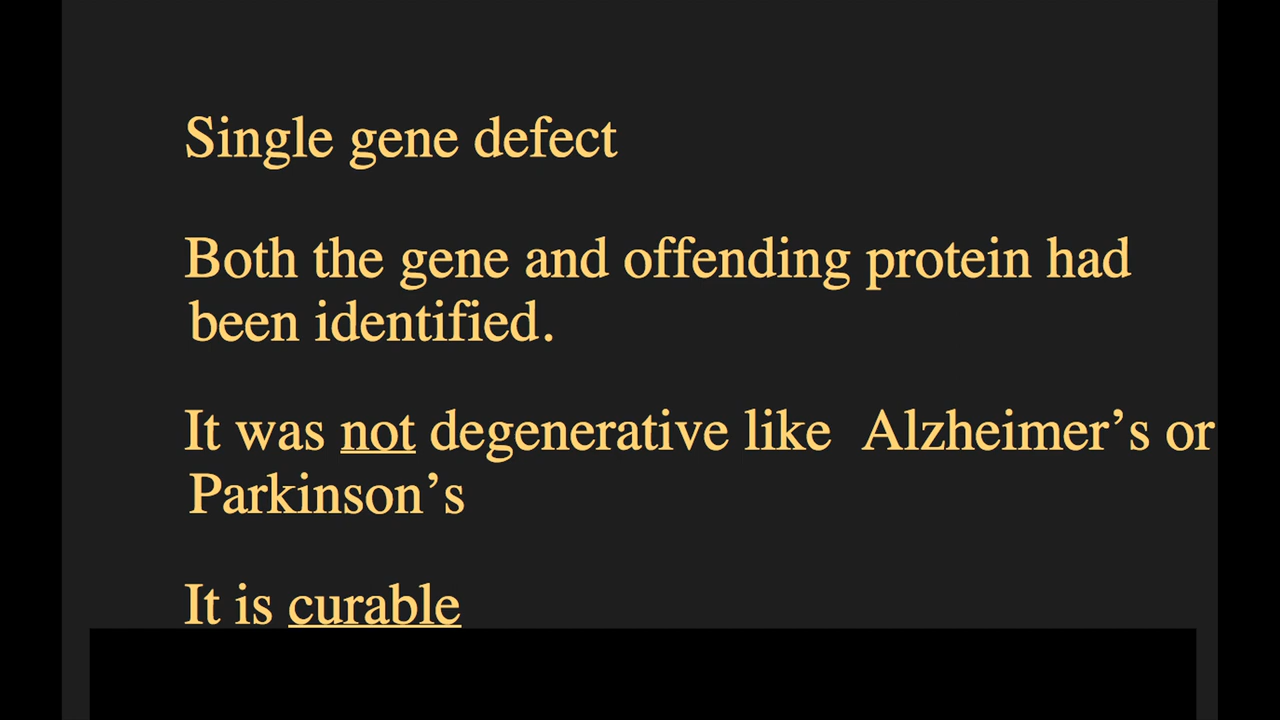 Single gene defect
Both the gene and offending protein had
been identified.
It was not degenerative like  Alzheimer’s or
Parkinson’s
It is curable